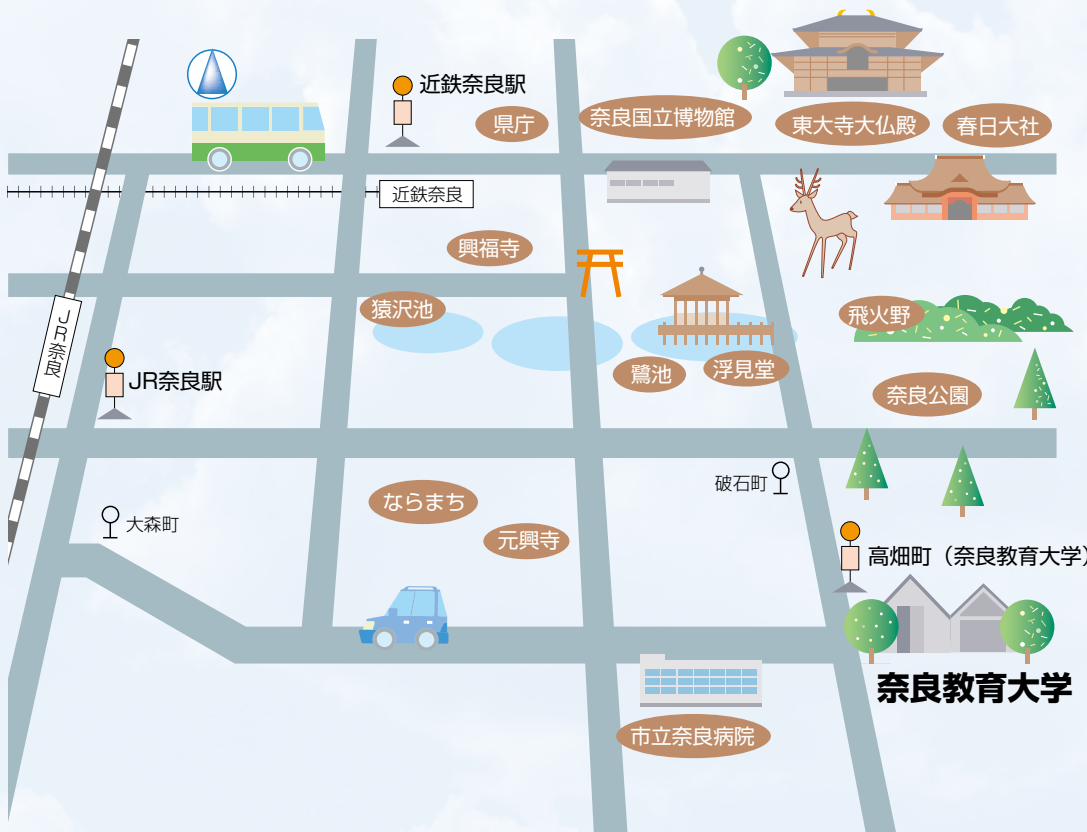 近鉄奈良駅
県庁
奈良国立博物館
東大寺大仏殿
春日大社
近鉄奈良
興福寺
猿沢池
飛火野
JR奈良
JR奈良駅
鷺池
浮見堂
奈良公園
破石町
ならまち
大森町
元興寺
高畑町（奈良教育大学）
奈良教育大学
市立奈良病院